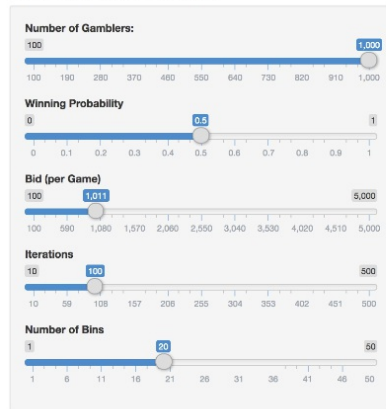 Number of Gamblers:
100 1,000
100 190 280 370 460 550 640 730 820 910 1,000
Winning Probability
0 0.5 1
0 0.1 0.2 0.3 0.4 0.5 0.6 0.7 0.8 0.9 1
Bid (per Game)
100 1,011 5,000
100 590 1,080 1,570 2,060 2,550 3,040 3,530 4,020 4,510 5,000
Iterations
10 100 500
10 59 108 157 206 255 304 353 402 451 500
Number of Bins
1 20 50
1 6 11 16 21 26 31 36 41 46 50